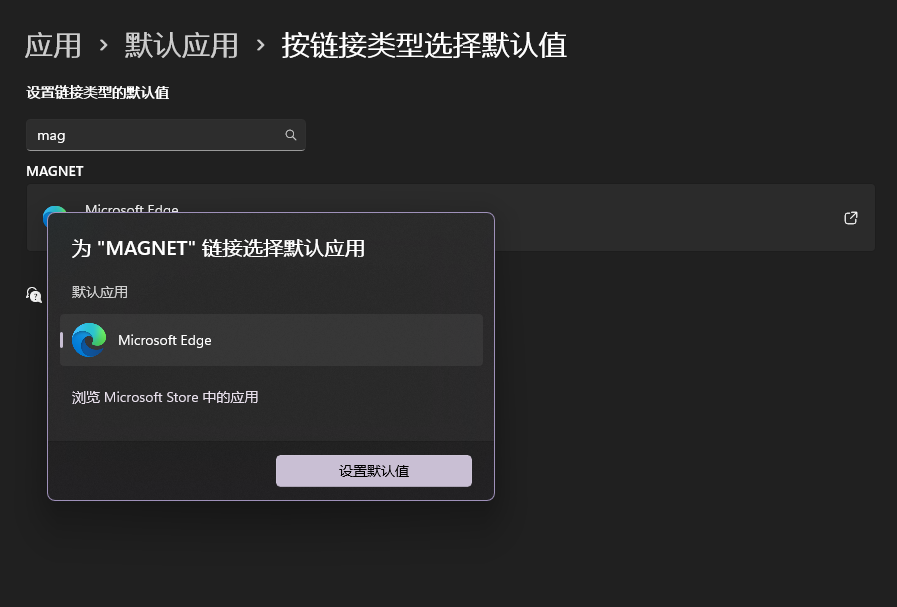 应用 › 默认应用 › 按链接类型选择默认值
设置链接类型的默认值
mag
MAGNET
Microsoft Edge
为 "MAGNET" 链接选择默认应用
默认应用
Microsoft Edge
浏览 Microsoft Store 中的应用
设置默认值